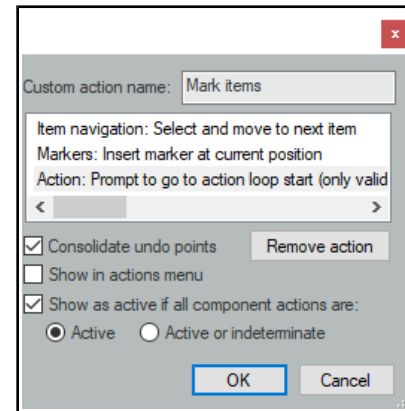 x
Custom action name: Mark items
Item navigation: Select and move to next item
Markers: Insert marker at current position
Action: Prompt to go to action loop start (only valid
Consolidate undo points Remove action
Show in actions menu
Show as active if all component actions are:
Active Active or indeterminate
OK Cancel